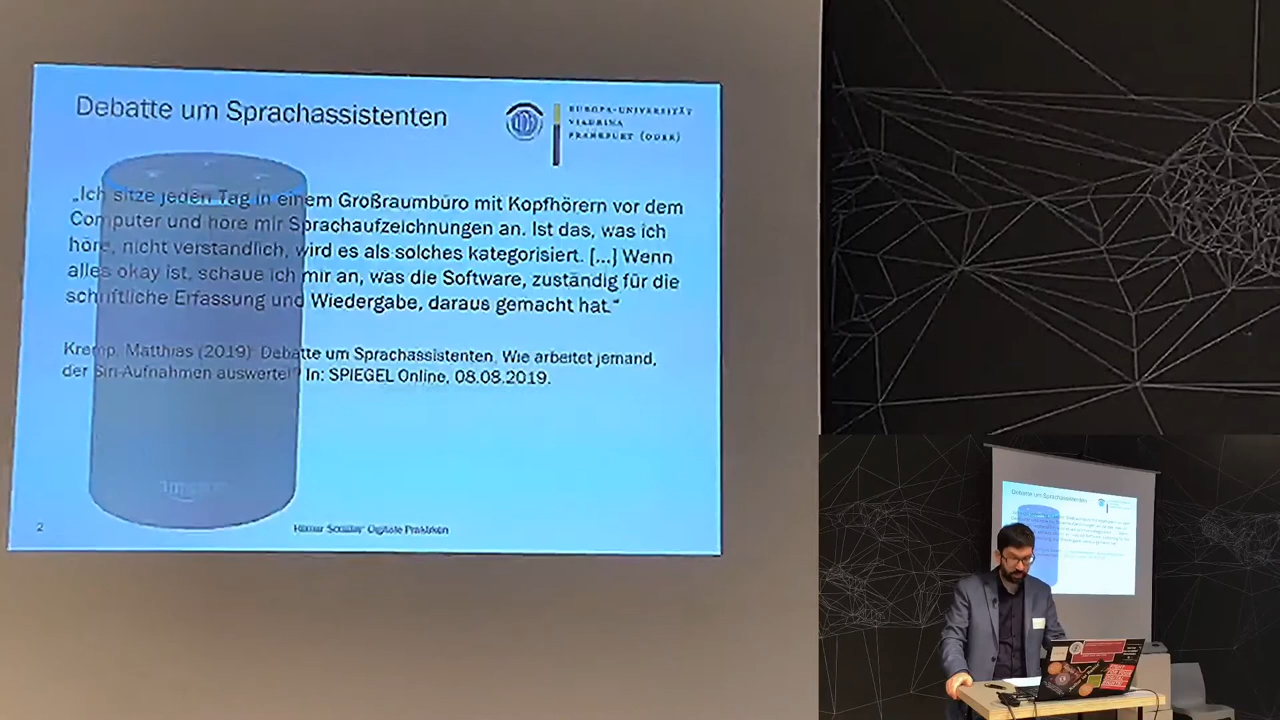 Debatte um Sprachassistenten
EUROPA-UNIVERSITÄT
VIADRINA
FRANKFURT (ODER)
„Ich sitze jeden Tag in einem Großraumbüro mit Kopfhörern vor dem
Computer und höre mir Sprachaufzeichnungen an. Ist das, was ich
höre, nicht verständlich, wird es als solches kategorisiert. [...] Wenn
alles okay ist, schaue ich mir an, was die Software, zuständig für die
schriftliche Erfassung und Wiedergabe, daraus gemacht hat.“
Kremp, Matthias (2019): Debatte um Sprachassistenten. Wie arbeitet jemand,
der Siri-Aufnahmen auswertet? In: SPIEGEL Online, 08.08.2019.
amazon
2
Digitale Praktiken
Debatte um Sprachassistenten